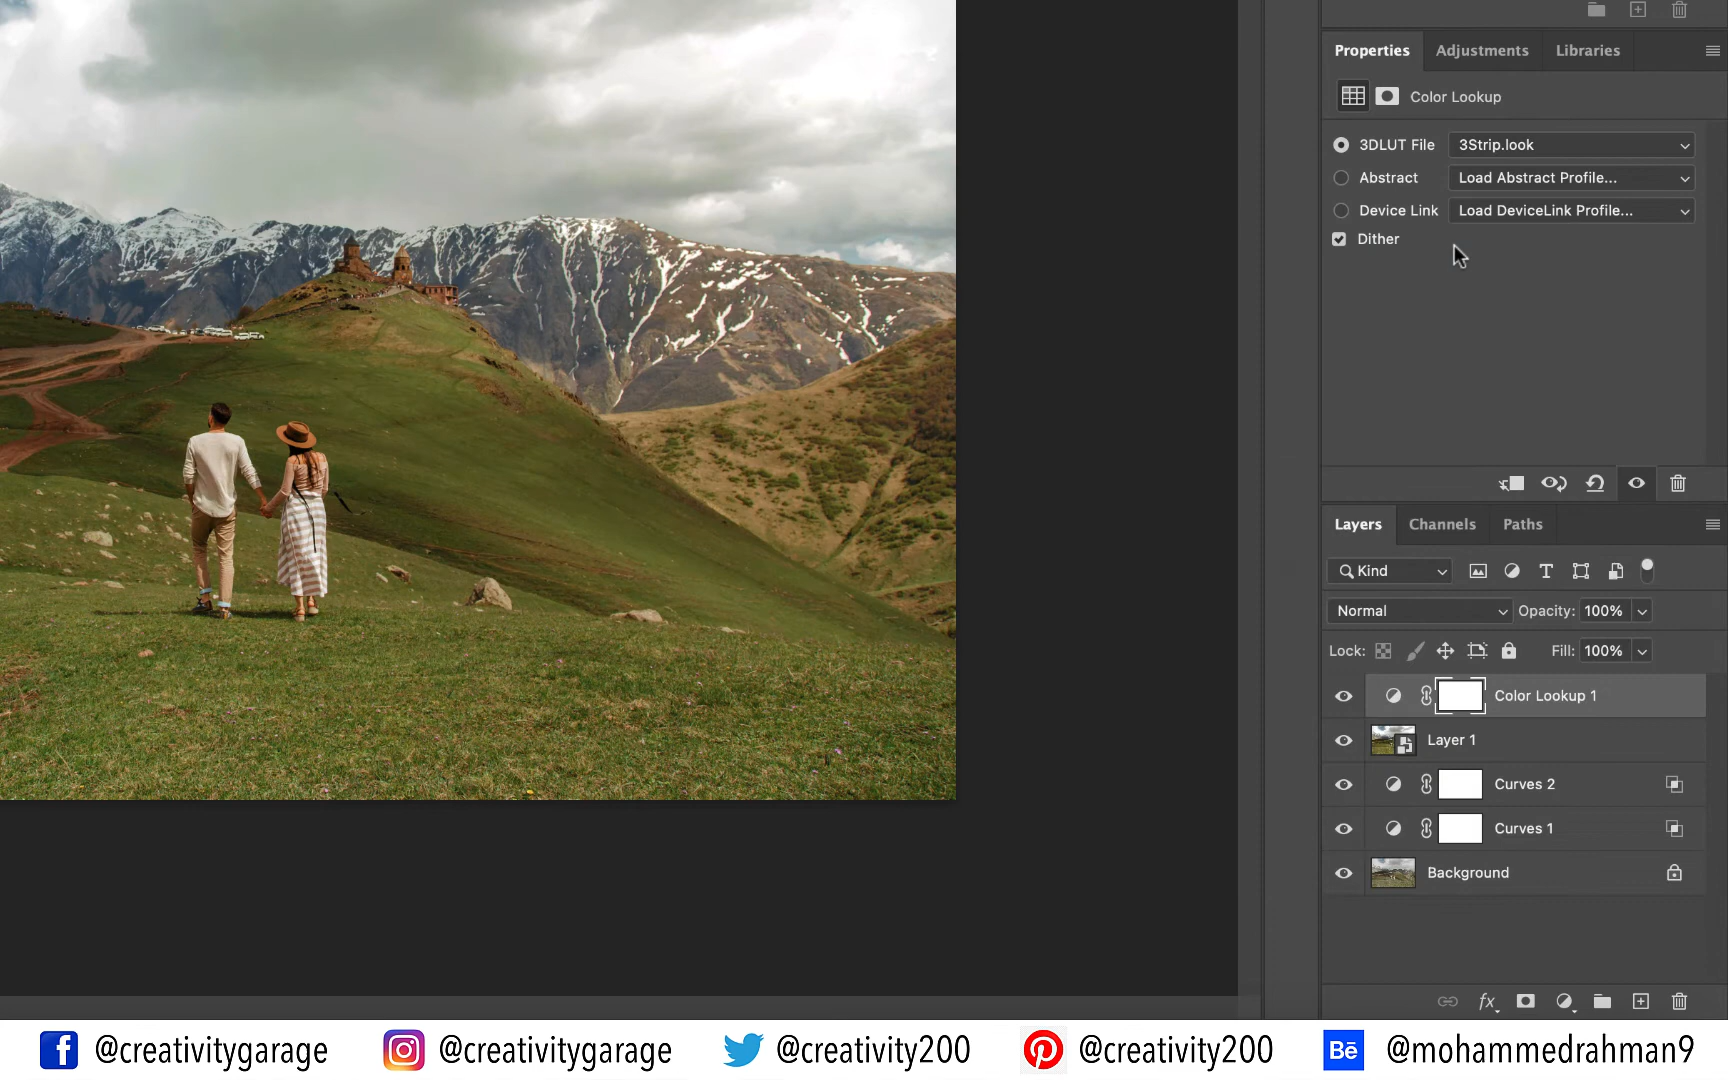 Properties Adjustments Libraries
Color Lookup
3DLUT File 3Strip.look
Abstract Load Abstract Profile...
Device Link Load DeviceLink Profile...
Dither
Layers Channels Paths
Kind
Normal Opacity: 100%
Lock: Fill: 100%
Color Lookup 1
Layer 1
Curves 2
Curves 1
Background
fx
f @creativitygarage @creativitygarage @creativity200 @creativity200 Bē @mohammedrahman9